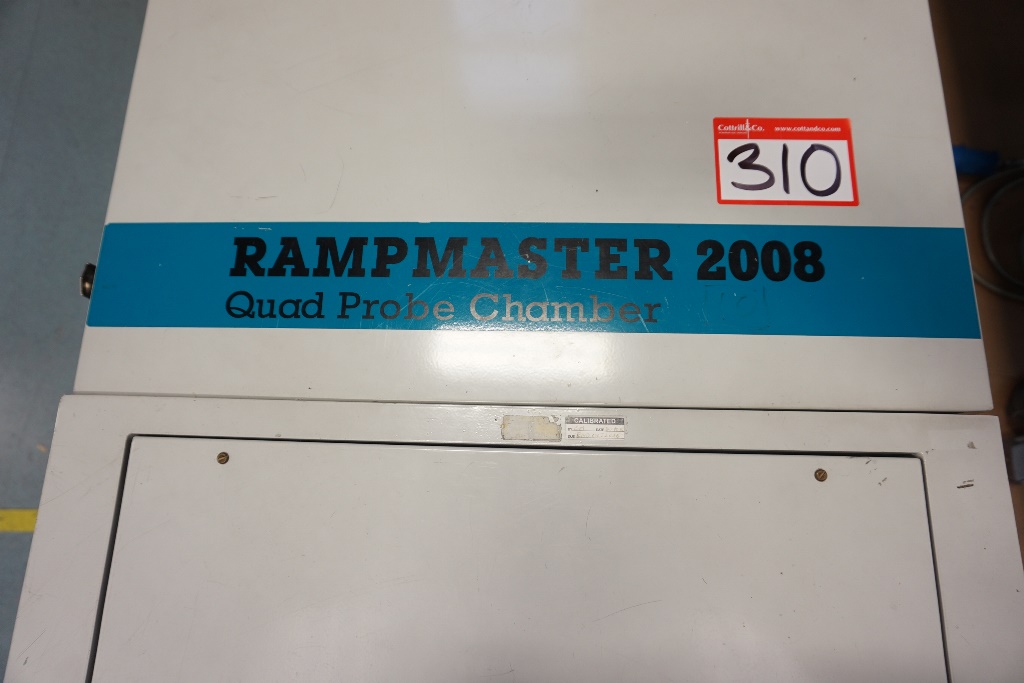 Cottrill&Co. www.cottandco.com
310
RAMPMASTER 2008
Quad Probe Chamber
CALIBRATED